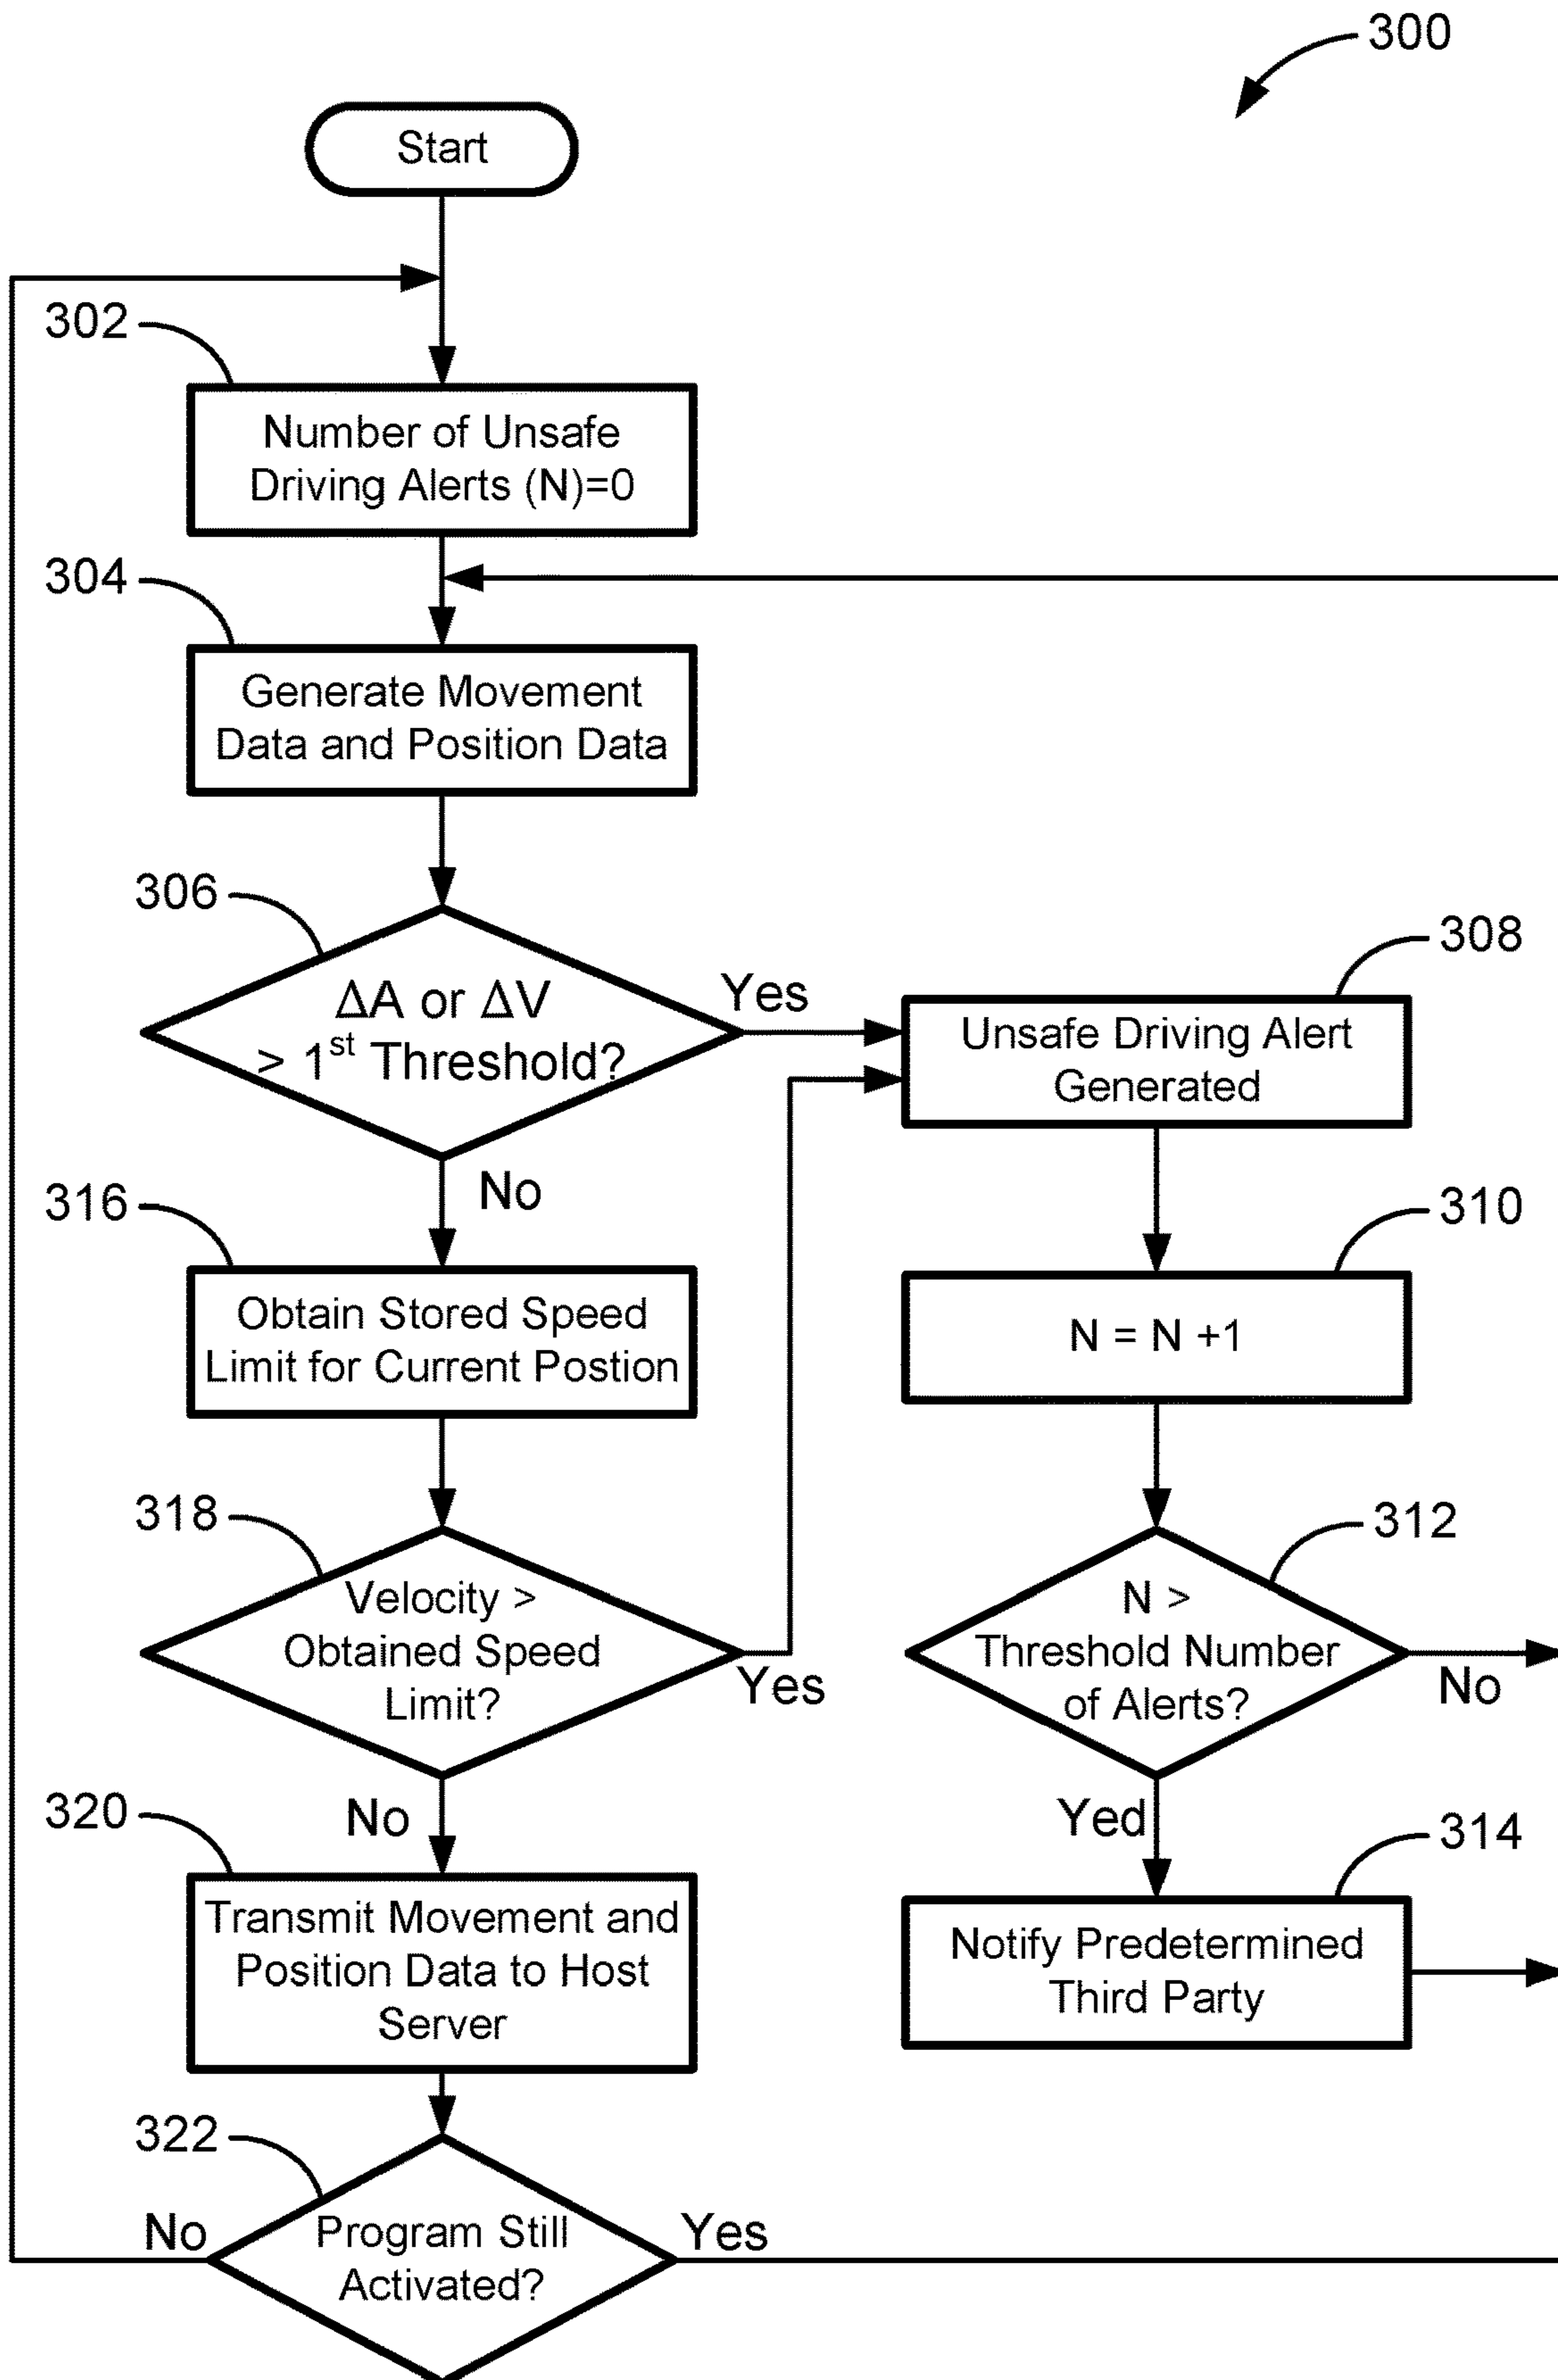 300
Start
302
Number of Unsafe
Driving Alerts (N)=0
304
Generate Movement
Data and Position Data
306
ΔA or ΔV
> 1st Threshold?
Yes
308
Unsafe Driving Alert
Generated
No
316
310
Obtain Stored Speed
Limit for Current Postion
N = N +1
318
312
Velocity >
Obtained Speed
Limit?
Yes
N >
Threshold Number
of Alerts?
No
No
Yed
320
314
Transmit Movement and
Position Data to Host
Server
Notify Predetermined
Third Party
322
No
Program Still
Activated?
Yes